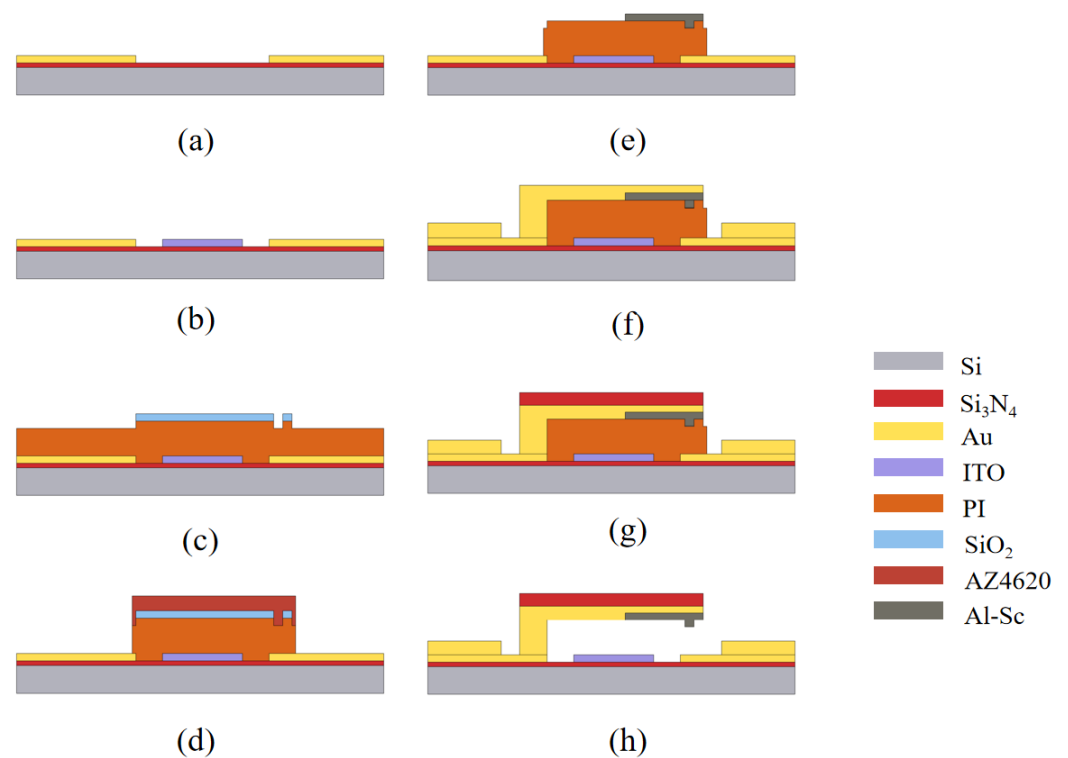 (a)
(b)
(c)
(d)
(e)
(f)
(g)
(h)
Si
Si₃N₄
Au
ITO
PI
SiO₂
AZ4620
Al-Sc